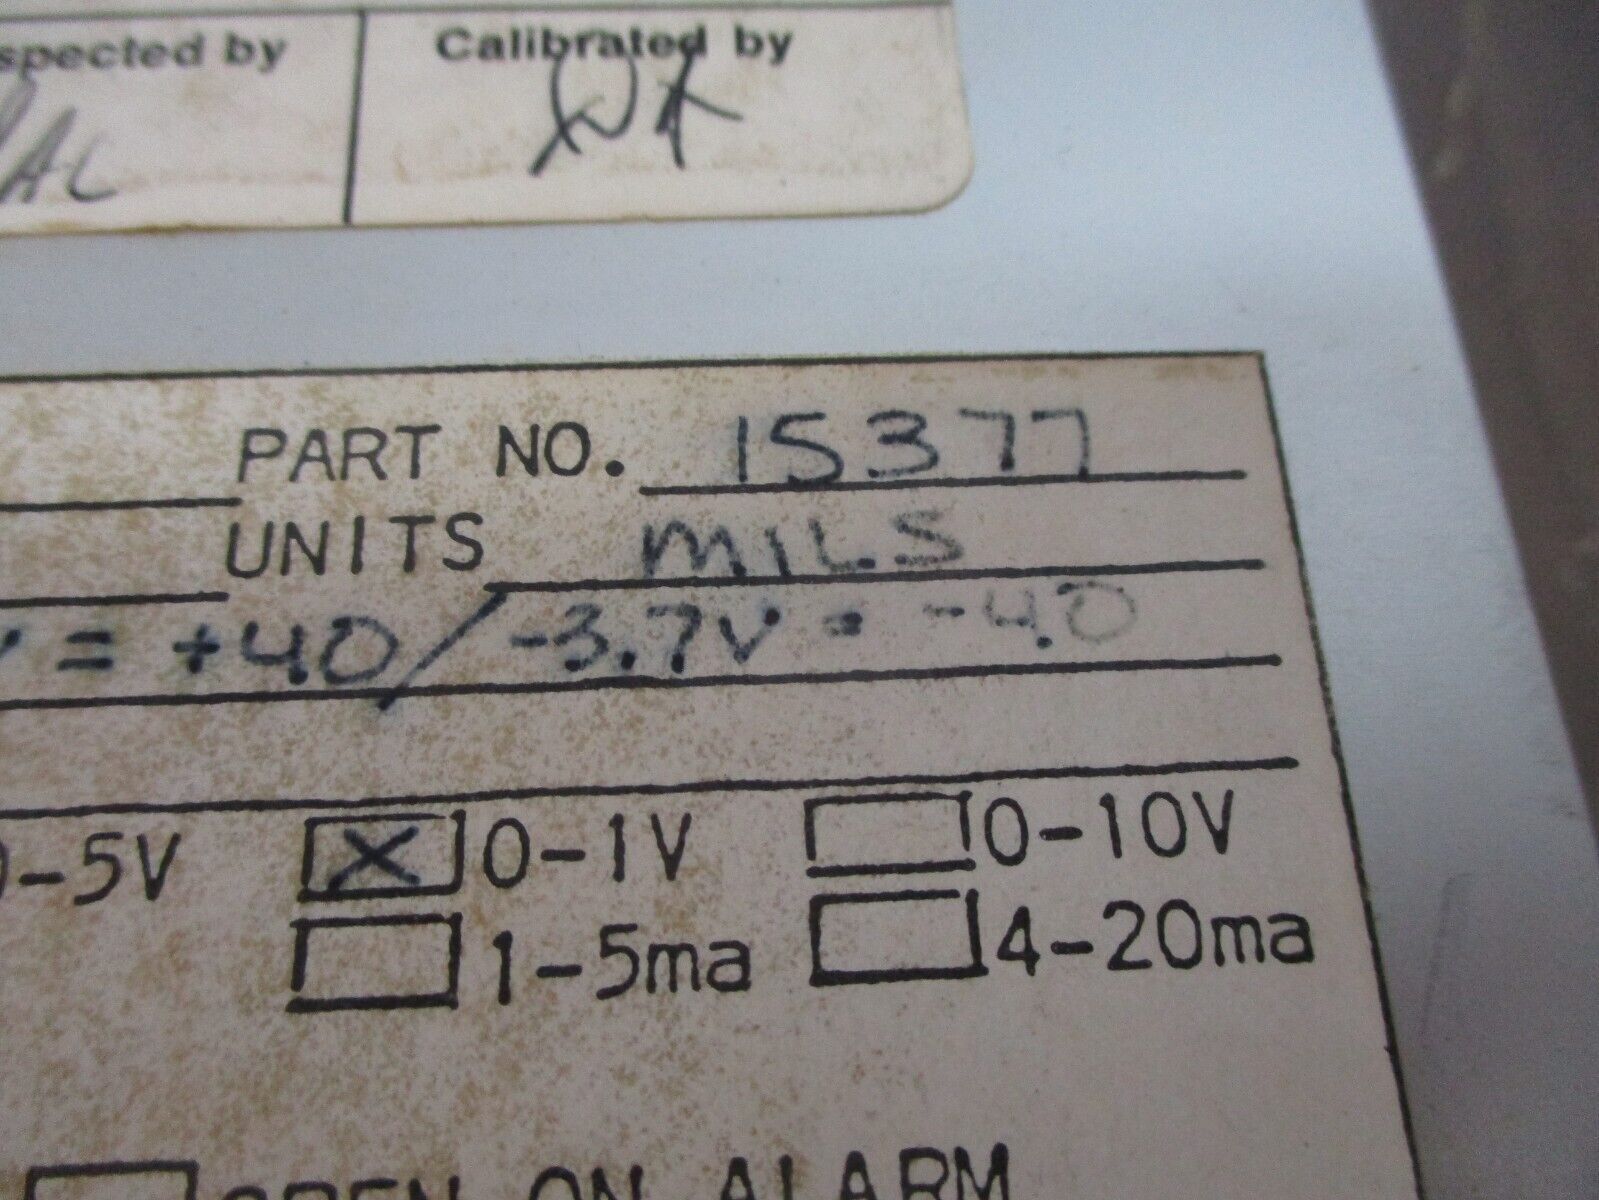 spected by Calibrated by
PART NO. 15377
UNITS MILS
= +40/-3.7V = -40
-5V X 0-1V 0-10V
1-5ma 4-20ma
OPEN ON ALARM